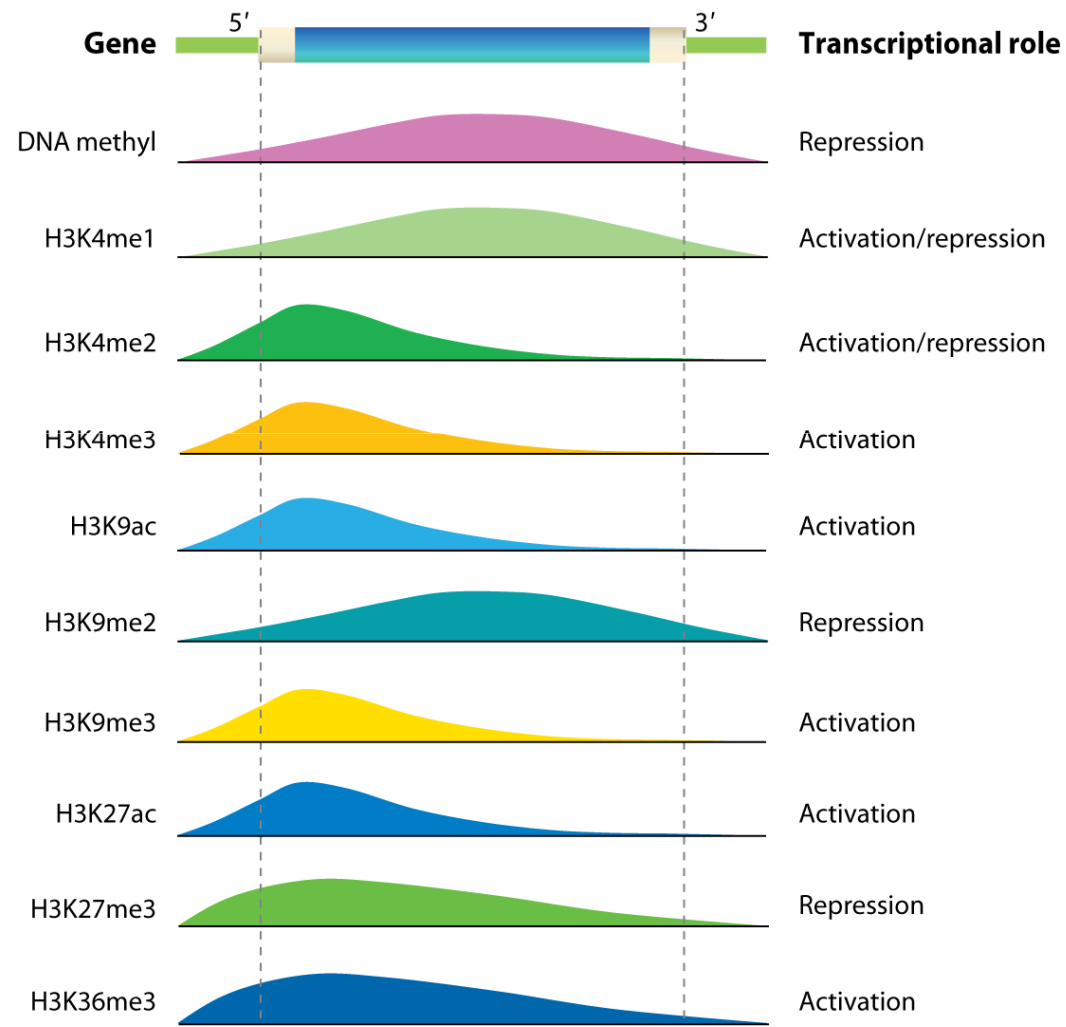 5′ 3′
Gene Transcriptional role
DNA methyl Repression
H3K4me1 Activation/repression
H3K4me2 Activation/repression
H3K4me3 Activation
H3K9ac Activation
H3K9me2 Repression
H3K9me3 Activation
H3K27ac Activation
H3K27me3 Repression
H3K36me3 Activation